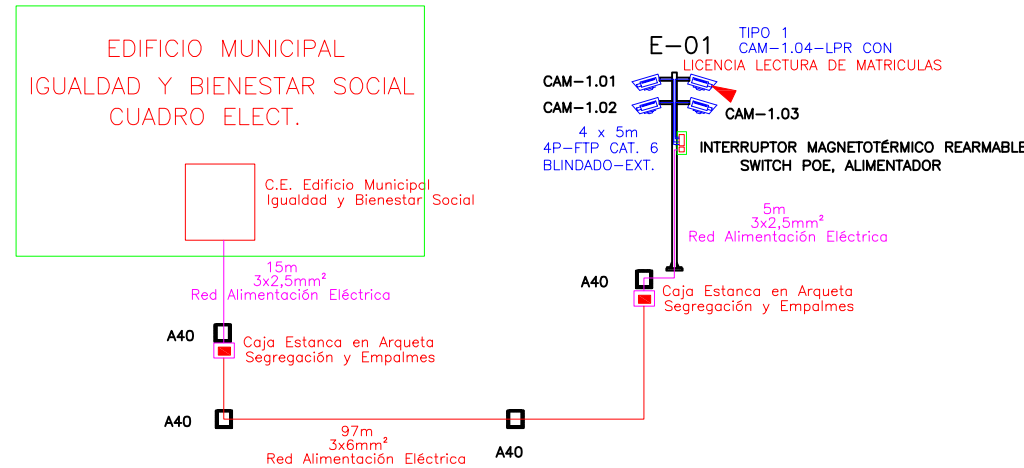 EDIFICIO MUNICIPAL
IGUALDAD Y BIENESTAR SOCIAL
CUADRO ELECT.
C.E. Edificio Municipal
Igualdad y Bienestar Social
15m
3x2,5mm²
Red Alimentación Eléctrica
A40
Caja Estanca en Arqueta
Segregación y Empalmes
A40
97m
3x6mm²
Red Alimentación Eléctrica
A40
E-01
TIPO 1
CAM-1.04-LPR CON
LICENCIA LECTURA DE MATRICULAS
CAM-1.01
CAM-1.02
CAM-1.03
4 x 5m
4P-FTP CAT. 6
BLINDADO-EXT.
INTERRUPTOR MAGNETOTÉRMICO REARMABLE
SWITCH POE, ALIMENTADOR
5m
3x2,5mm²
Red Alimentación Eléctrica
A40
Caja Estanca en Arqueta
Segregación y Empalmes